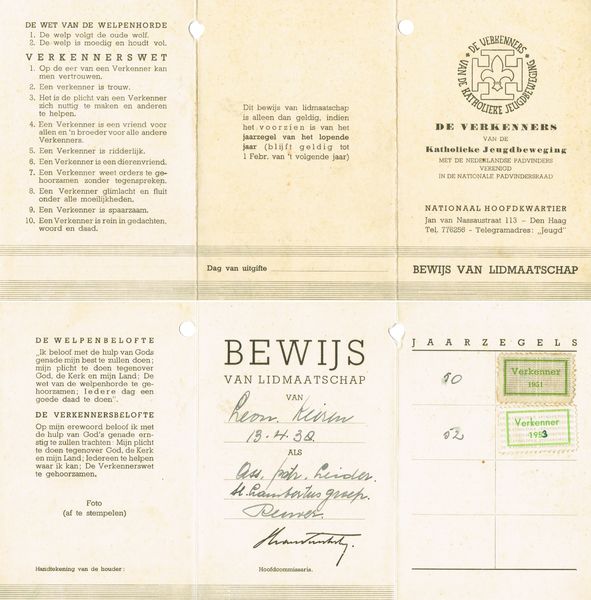 DE WET VAN DE WELPENHORDE
1. De welp volgt de oude wolf.
2. De welp is moedig en houdt vol.
VERKENNERSWET
1. Op de eer van een Verkenner kan
men vertrouwen.
2. Een verkenner is trouw.
3. Het is de plicht van een Verkenner
zich nuttig te maken en anderen
te helpen.
4. Een Verkenner is een vriend voor
allen en 'n broeder voor alle andere
Verkenners.
5. Een Verkenner is ridderlijk.
6. Een Verkenner is een dierenvriend.
7. Een Verkenner weet orders te ge-
hoorzamen zonder tegenspreken.
8. Een Verkenner glimlacht en fluit
onder alle moeilijkheden.
9. Een Verkenner is spaarzaam.
10. Een Verkenner is rein in gedachten,
woord en daad.
Dit bewijs van lidmaatschap
is alleen dan geldig, indien
het voorzien is van het
jaarzegel van het lopende
jaar (blijft geldig tot
1 Febr. van 't volgende jaar)
Dag van uitgifte
DE VERKENNERS
VAN DE KATHOLIEKE JEUGDBEWEGING
DE VERKENNERS
VAN DE
Katholieke Jeugdbeweging
MET DE NEDERLANDSE PADVINDERS
VERENIGD
IN DE NATIONALE PADVINDERSRAAD
NATIONAAL HOOFDKWARTIER
Jan van Nassaustraat 113 - Den Haag
Tel. 776256 - Telegramadres: „Jeugd"
BEWIJS VAN LIDMAATSCHAP
DE WELPENBELOFTE
„Ik beloof met de hulp van Gods
genade mijn best te zullen doen;
mijn plicht te doen tegenover
God, de Kerk en mijn Land; De
wet van de welpenhorde te ge-
hoorzamen; Iedere dag een
goede daad te doen".
DE VERKENNERSBELOFTE
Op mijn erewoord beloof ik met
de hulp van God's genade ern-
stig te zullen trachten: Mijn plicht
te doen tegenover God, de Kerk
en mijn Land; Iedereen te helpen
waar ik kan; De Verkennerswet
te gehoorzamen.
Foto
(af te stempelen)
Handtekening van de houder:
BEWIJS
VAN LIDMAATSCHAP
VAN
Leon. Keiren
13.4.32
ALS
Ass. patr. Leider.
St. Lambertus groep.
Reuver.
Hoofdcommissaris.
JAARZEGELS
50
Verkenner
1951
52
Verkenner
1953